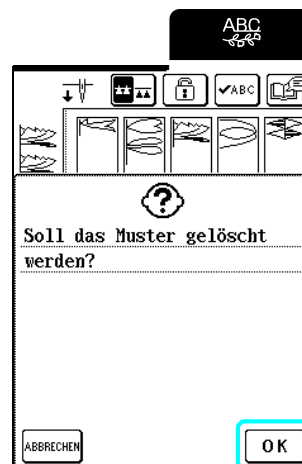 ABC
✔ABC
Soll das Muster gelöscht
werden?
ABBRECHEN
OK